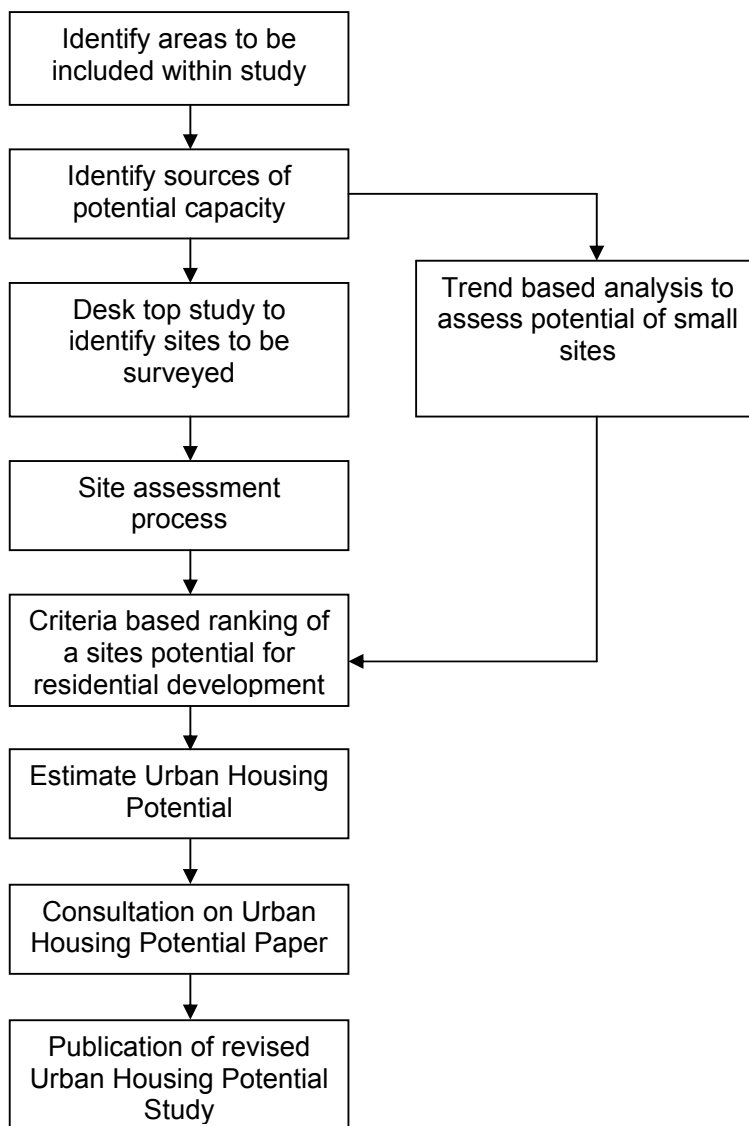 Identify areas to be
included within study
Identify sources of
potential capacity
Desk top study to
identify sites to be
surveyed
Trend based analysis to
assess potential of small
sites
Site assessment
process
Criteria based ranking of
a sites potential for
residential development
Estimate Urban Housing
Potential
Consultation on Urban
Housing Potential Paper
Publication of revised
Urban Housing Potential
Study